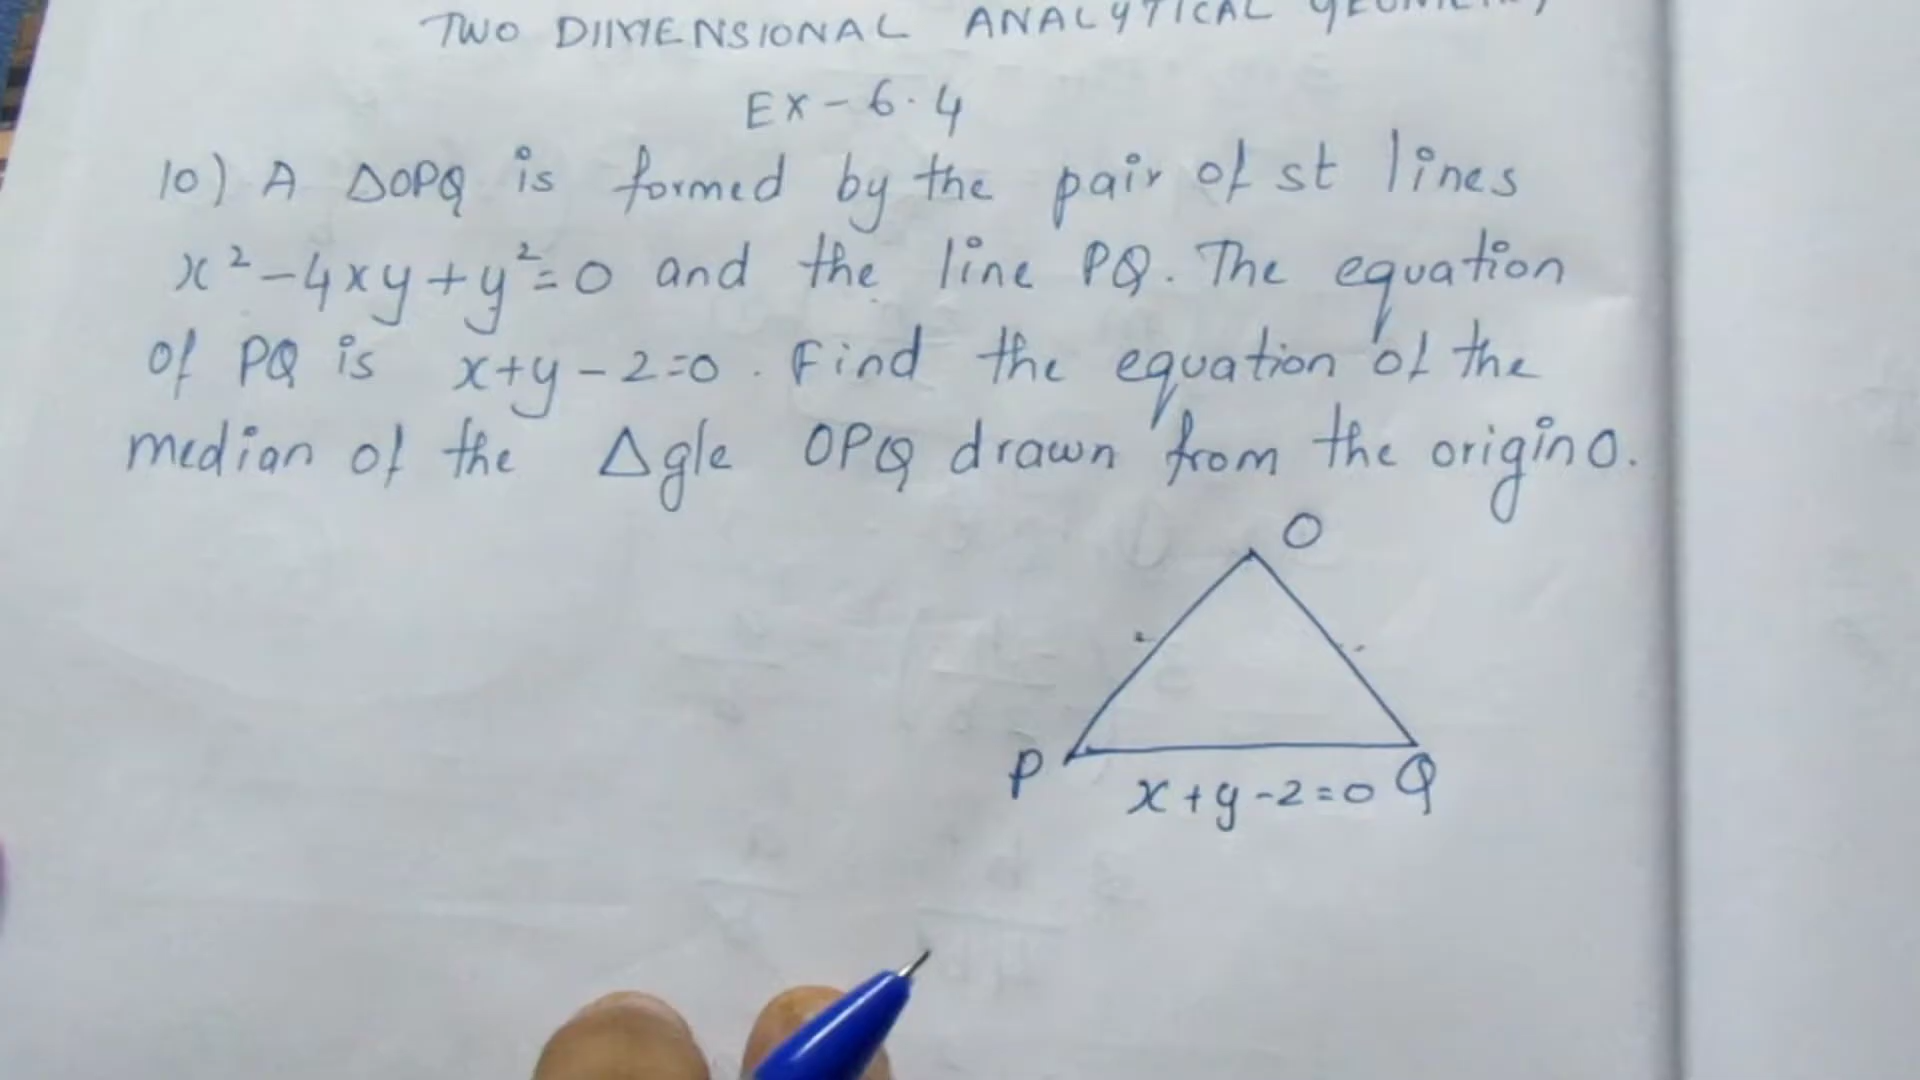 TWO DIMENSIONAL ANALYTICAL GEOMETRY
EX - 6.4
10) A ΔOPQ is formed by the pair of st lines
x² - 4xy + y² = 0 and the line PQ. The equation
of PQ is x+y-2=0. Find the equation of the
median of the Δgle OPQ drawn from the origin O.
O
P
Q
x+y-2=0